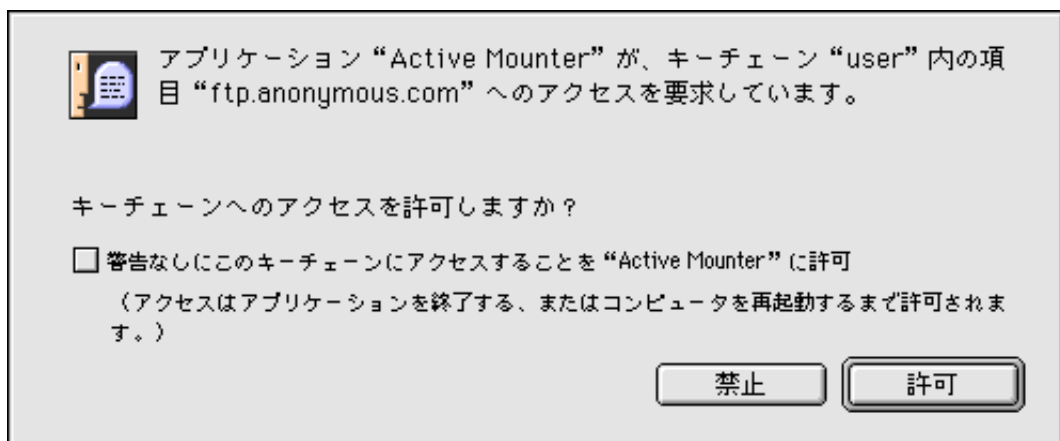 アプリケーション“Active Mounter”が、キーチェーン“user”内の項
目“ftp.anonymous.com”へのアクセスを要求しています。
キーチェーンへのアクセスを許可しますか？
警告なしにこのキーチェーンにアクセスすることを“Active Mounter”に許可
（アクセスはアプリケーションを終了する、またはコンピュータを再起動するまで許可されま
す。）
禁止 許可